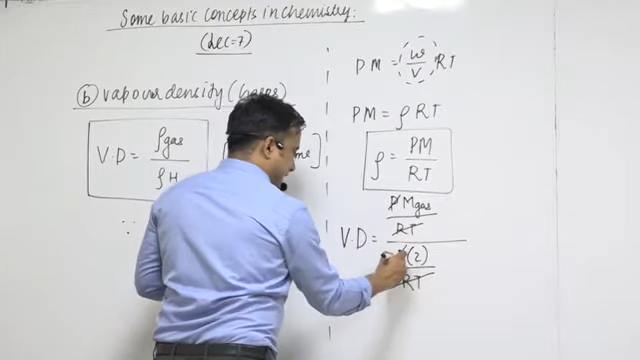 Some basic concepts in chemistry:
(lec=7)
(b) vapour density (gases)
V.D = ρgas / ρH
∵
PM = w/V RT
PM = ρRT
ρ = PM / RT
V.D = PMgas / RT
(2)
RT